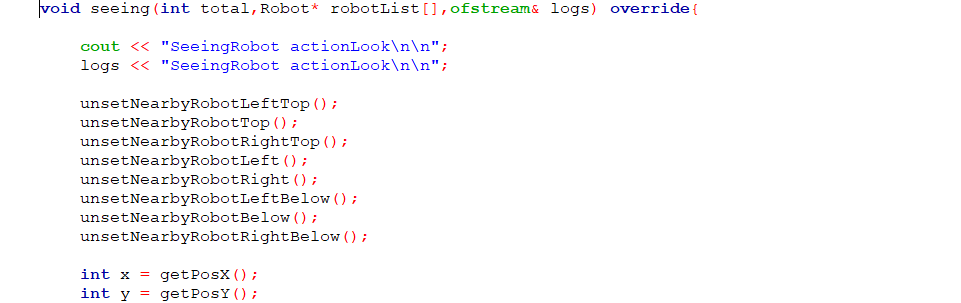 void seeing(int total,Robot* robotList[],ofstream& logs) override{
cout << "SeeingRobot actionLook\n\n";
logs << "SeeingRobot actionLook\n\n";
unsetNearbyRobotLeftTop();
unsetNearbyRobotTop();
unsetNearbyRobotRightTop();
unsetNearbyRobotLeft();
unsetNearbyRobotRight();
unsetNearbyRobotLeftBelow();
unsetNearbyRobotBelow();
unsetNearbyRobotRightBelow();
int x = getPosX();
int y = getPosY();